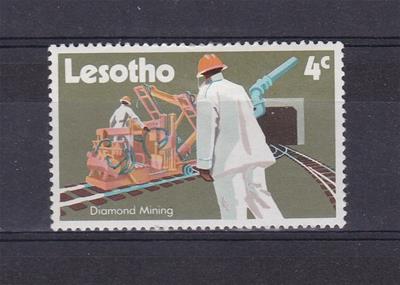 Lesotho 4c
Diamond Mining